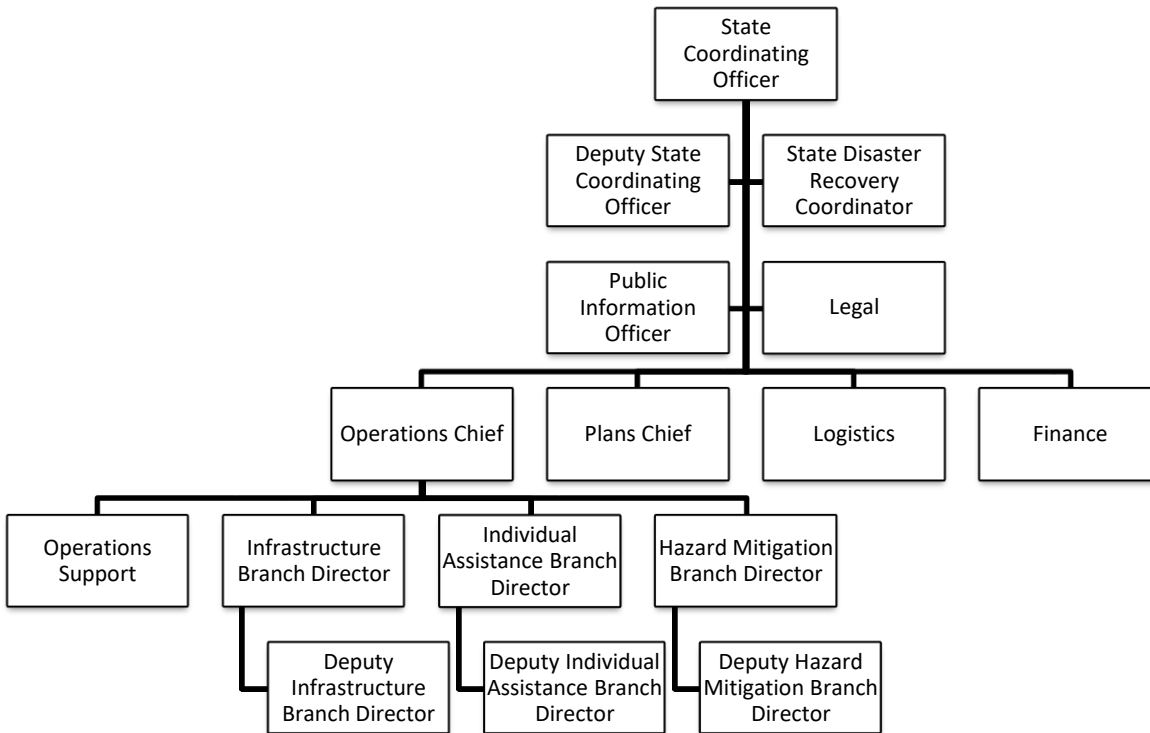 State
Coordinating
Officer
Deputy State
Coordinating
Officer
State Disaster
Recovery
Coordinator
Public
Information
Officer
Legal
Operations Chief
Plans Chief
Logistics
Finance
Operations
Support
Infrastructure
Branch Director
Individual
Assistance Branch
Director
Hazard Mitigation
Branch Director
Deputy
Infrastructure
Branch Director
Deputy Individual
Assistance Branch
Director
Deputy Hazard
Mitigation Branch
Director